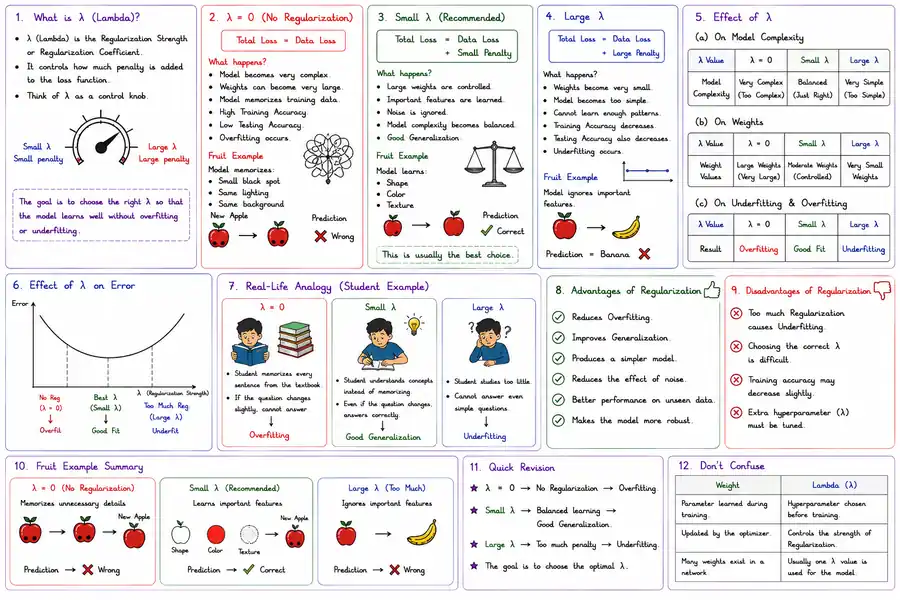 1. What is λ (Lambda)?
• λ (Lambda) is the Regularization Strength
or Regularization Coefficient.
• It controls how much penalty is added
to the loss function.
• Think of λ as a control knob.
Small λ
Small penalty
Large λ
Large penalty
The goal is to choose the right λ so that
the model learns well without overfitting
or underfitting.
2. λ = 0 (No Regularization)
Total Loss = Data Loss
What happens?
• Model becomes very complex.
• Weights can become very large.
• Model memorizes training data.
• High Training Accuracy.
• Low Testing Accuracy.
• Overfitting occurs.
Fruit Example
Model memorizes:
• Small black spot
• Same lighting
• Same background
New Apple
Prediction
Wrong
3. Small λ (Recommended)
Total Loss = Data Loss
+ Small Penalty
What happens?
• Large weights are controlled.
• Important features are learned.
• Noise is ignored.
• Model complexity becomes balanced.
• Good Generalization.
Fruit Example
Model learns:
• Shape
• Color
• Texture
Prediction
Correct
This is usually the best choice.
4. Large λ
Total Loss = Data Loss
+ Large Penalty
What happens?
• Weights become very small.
• Model becomes too simple.
• Cannot learn enough patterns.
• Training Accuracy decreases.
• Testing Accuracy also decreases.
• Underfitting occurs.
Fruit Example
Model ignores important
features.
Prediction = Banana
5. Effect of λ
(a) On Model Complexity
λ Value λ = 0 Small λ Large λ
Model Complexity Very Complex (Too Complex) Balanced (Just Right) Very Simple (Too Simple)
(b) On Weights
λ Value λ = 0 Small λ Large λ
Weight Values Large Weights (Very Large) Moderate Weights (Controlled) Very Small Weights
(c) On Underfitting & Overfitting
λ Value λ = 0 Small λ Large λ
Result Overfitting Good Fit Underfitting
6. Effect of λ on Error
Error
λ (Regularization Strength)
No Reg
(λ = 0)
↓
Overfil
Best λ
(Small λ)
↓
Good Fit
Too Much Reg
(Large λ)
↓
Underfit
7. Real-Life Analogy (Student Example)
λ = 0
• Student memorizes every
sentence from the textbook.
• If the question changes
slightly, cannot answer
↓
Overfitting
Small λ
• Student understands concepts
instead of memorizing.
• Even if the question changes,
answers correctly.
↓
Good Generalization
Large λ
? ?
• Student studies too little.
• Cannot answer even
simple questions
↓
Underfitting
8. Advantages of Regularization
Reduces Overfitting.
Improves Generalization.
Produces a simpler model.
Reduces the effect of noise.
Better performance on unseen data.
Makes the model more robust.
9. Disadvantages of Regularization
Too much Regularization
causes Underfitting.
Choosing the correct λ
is difficult.
Training accuracy may
decrease slightly.
Extra hyperparameter (λ)
must be tuned.
10. Fruit Example Summary
λ = 0 (No Regularization)
Memorizes unnecessary details
New Apple
Prediction → Wrong
Small λ (Recommended)
Learns important features
Shape
Color
Texture
New Apple
Prediction → Correct
Large λ (Too Much)
Ignores important features
Prediction → Wrong
11. Quick Revision
★ λ = 0 → No Regularization → Overfitting.
★ Small λ → Balanced learning →
Good Generalization.
★ Large λ → Too much penalty → Underfitting.
★ The goal is to choose the optimal λ.
12. Don't Confuse
Weight Lambda (λ)
Parameter learned during training. Hyperparameter chosen before training.
Updated by the optimizer. Controls the strength of Regularization.
Many weights exist in a network. Usually one λ value is used for the model.